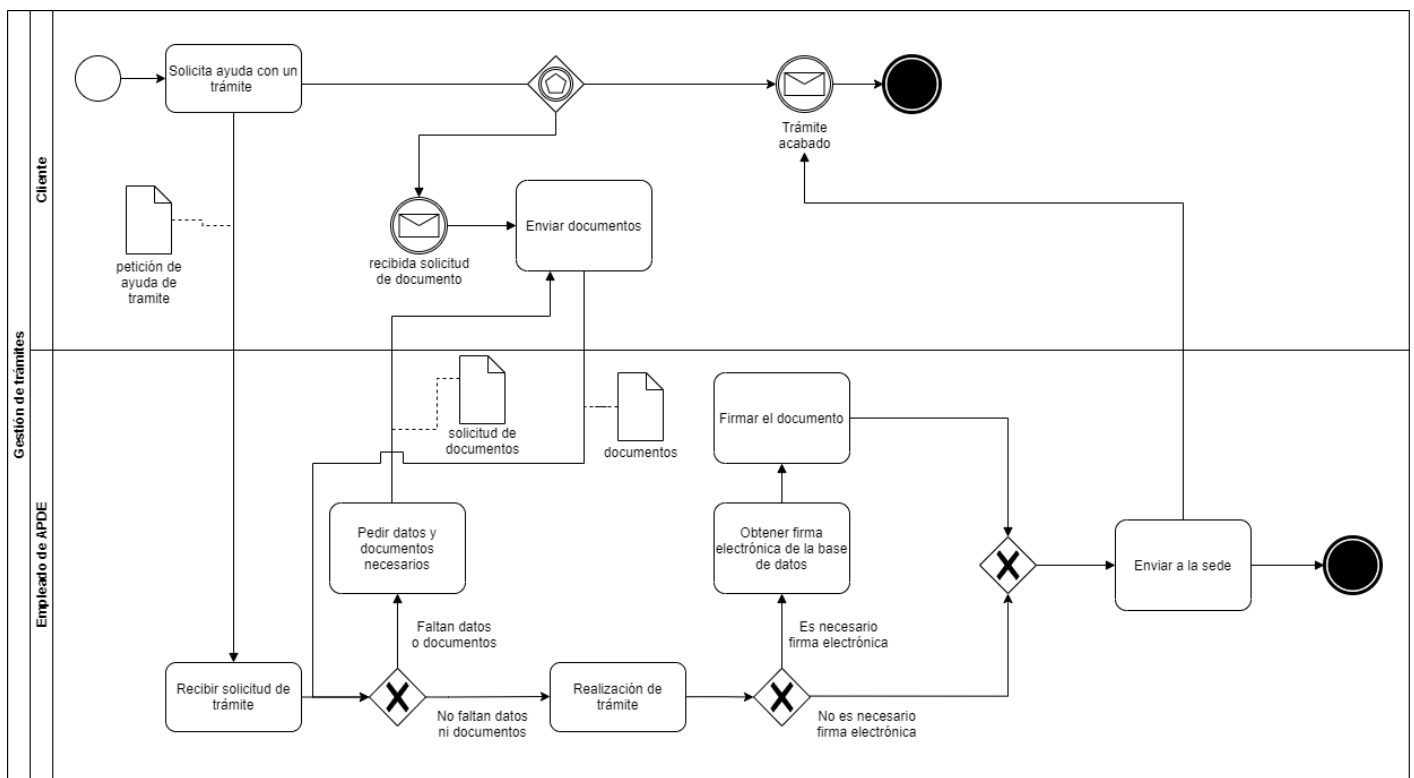 Gestión de trámites
Cliente
Solicita ayuda con un
trámite
Trámite
acabado
petición de
ayuda de
tramite
recibida solicitud
de documento
Enviar documentos
Empleado de APDE
solicitud de
documentos
documentos
Firmar el documento
Pedir datos y
documentos
necesarios
Obtener firma
electrónica de la base
de datos
Enviar a la sede
Faltan datos
o documentos
Es necesario
firma electrónica
Recibir solicitud de
trámite
No faltan datos
ni documentos
Realización de
trámite
No es necesario
firma electrónica